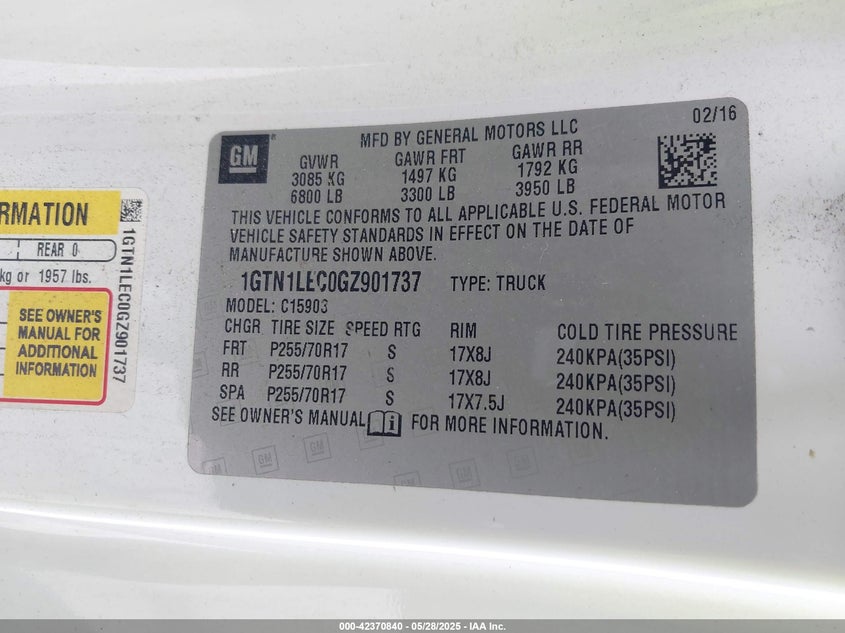 02/16
GM
MFD BY GENERAL MOTORS LLC
GVWR GAWR FRT GAWR RR
3085 KG 1497 KG 1792 KG
6800 LB 3300 LB 3950 LB
THIS VEHICLE CONFORMS TO ALL APPLICABLE U.S. FEDERAL MOTOR
VEHICLE SAFETY STANDARDS IN EFFECT ON THE DATE OF
MANUFACTURE SHOWN ABOVE.
1GTN1LEC0GZ901737 TYPE: TRUCK
MODEL: C15903
CHGR TIRE SIZE SPEED RTG RIM COLD TIRE PRESSURE
FRT P255/70R17 S 17X8J 240KPA(35PSI)
RR P255/70R17 S 17X8J 240KPA(35PSI)
SPA P255/70R17 S 17X7.5J 240KPA(35PSI)
SEE OWNER'S MANUAL FOR MORE INFORMATION.
RMATION
REAR 0
kg or 1957 lbs.
SEE OWNER'S
MANUAL FOR
ADDITIONAL
INFORMATION
1GTN1LEC0GZ901737
000-42370840 - 05/28/2025 - IAA Inc.